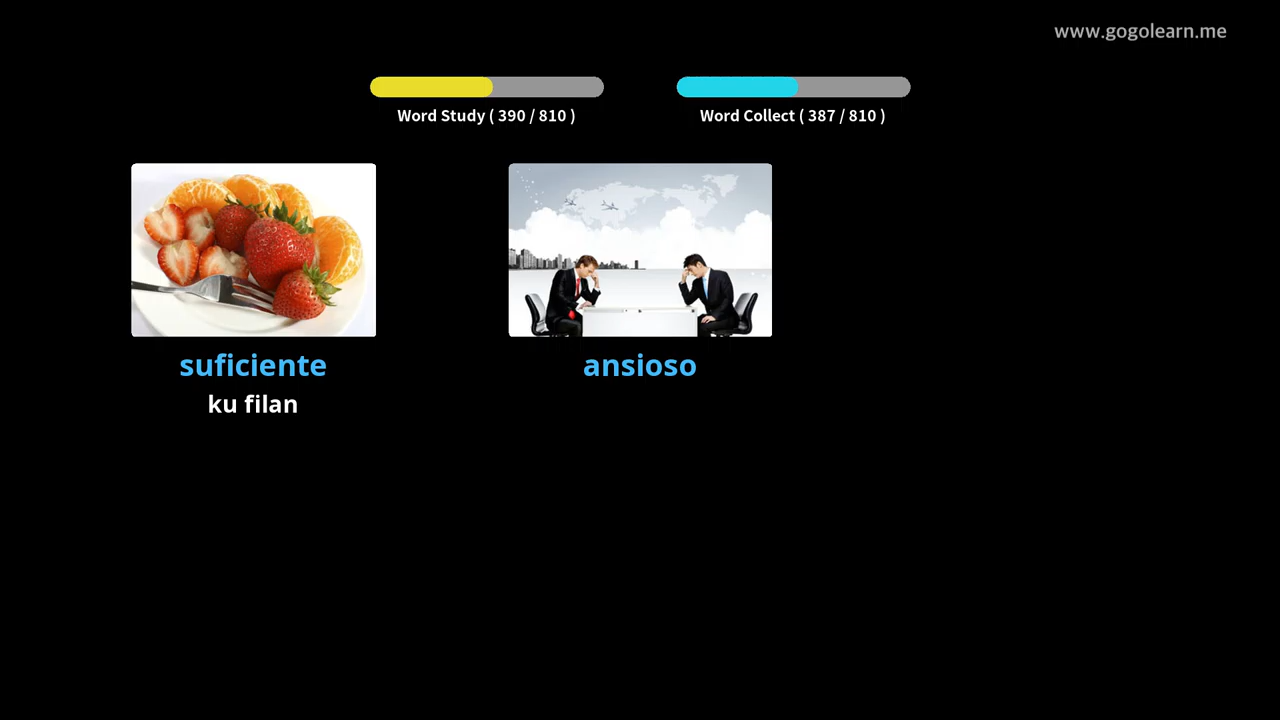 www.gogolearn.me
Word Study ( 390 / 810 )
Word Collect ( 387 / 810 )
suficiente
ku filan
ansioso